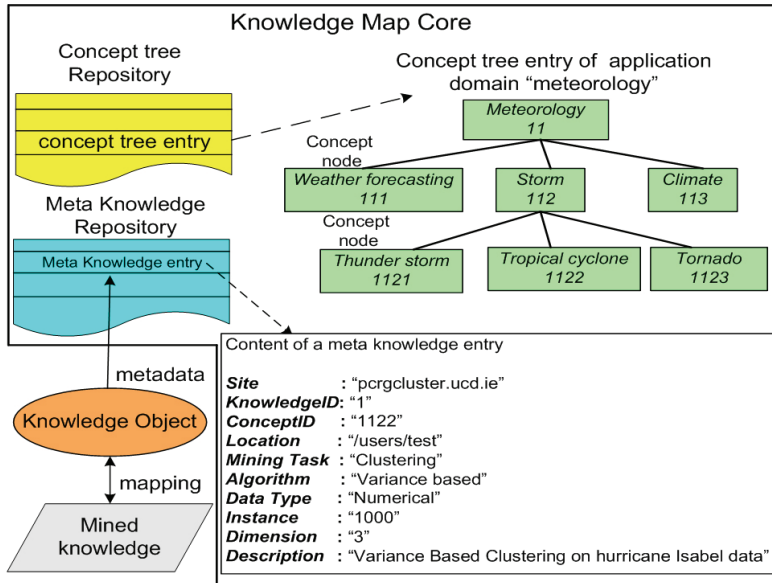 Knowledge Map Core
Concept tree
Repository
concept tree entry
Concept tree entry of application
domain “meteorology”
Meteorology
11
Concept
node
Weather forecasting
111
Storm
112
Climate
113
Concept
node
Thunder storm
1121
Tropical cyclone
1122
Tornado
1123
Meta Knowledge
Repository
Meta Knowledge entry
metadata
Knowledge Object
mapping
Mined
knowledge
Content of a meta knowledge entry
Site : “pcrgcluster.ucd.ie”
KnowledgeID: “1”
ConceptID : “1122”
Location : “/users/test”
Mining Task : “Clustering”
Algorithm : “Variance based”
Data Type : “Numerical”
Instance : “1000”
Dimension : “3”
Description : “Variance Based Clustering on hurricane Isabel data”